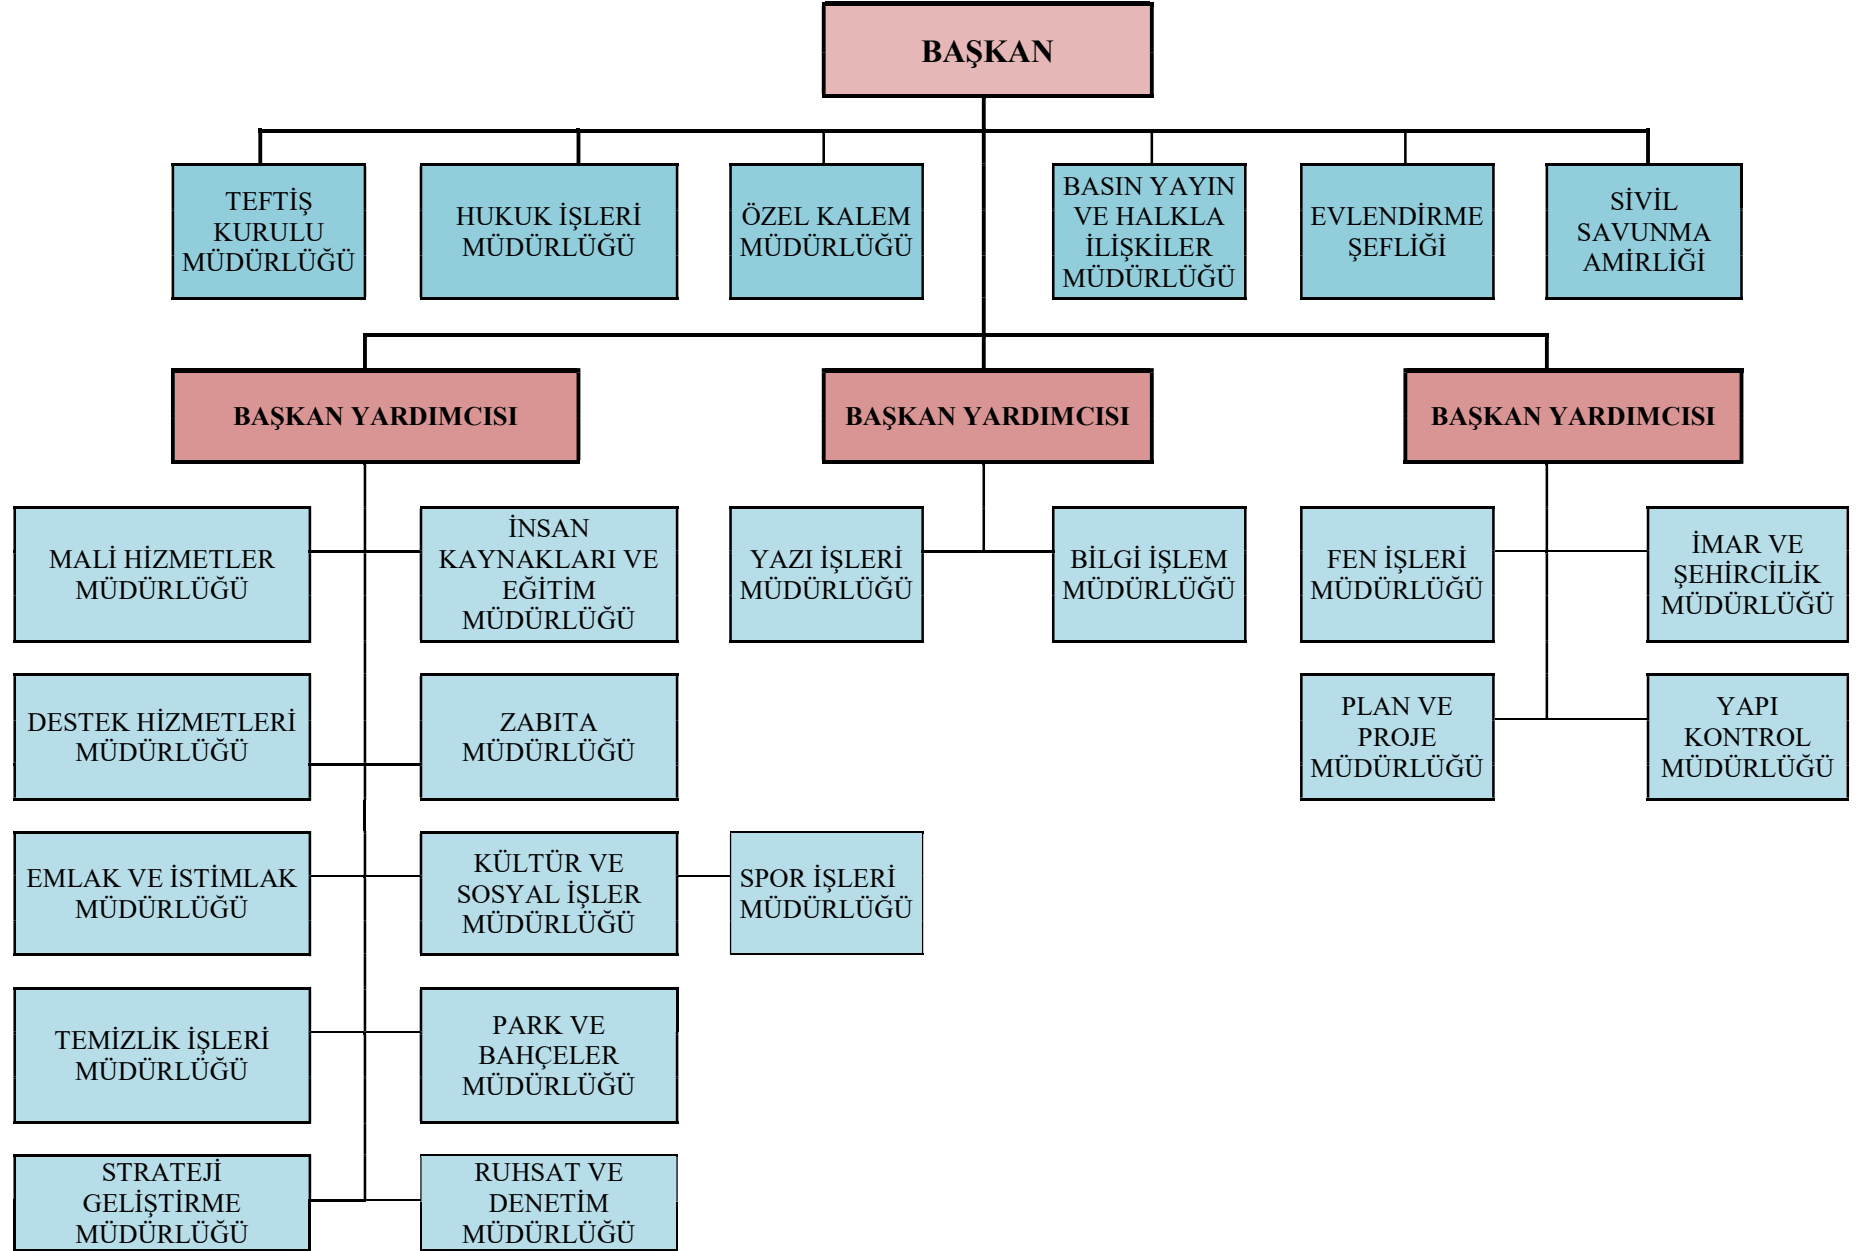 BAŞKAN
TEFTİŞ
KURULU
MÜDÜRLÜĞÜ
HUKUK İŞLERİ
MÜDÜRLÜĞÜ
ÖZEL KALEM
MÜDÜRLÜĞÜ
BASIN YAYIN
VE HALKLA
İLİŞKİLER
MÜDÜRLÜĞÜ
EVLENDİRME
ŞEFLİĞİ
SİVİL
SAVUNMA
AMİRLİĞİ
BAŞKAN YARDIMCISI
BAŞKAN YARDIMCISI
BAŞKAN YARDIMCISI
MALİ HİZMETLER
MÜDÜRLÜĞÜ
İNSAN
KAYNAKLARI VE
EĞİTİM
MÜDÜRLÜĞÜ
YAZI İŞLERİ
MÜDÜRLÜĞÜ
BİLGİ İŞLEM
MÜDÜRLÜĞÜ
FEN İŞLERİ
MÜDÜRLÜĞÜ
İMAR VE
ŞEHİRCİLİK
MÜDÜRLÜĞÜ
DESTEK HİZMETLERİ
MÜDÜRLÜĞÜ
ZABITA
MÜDÜRLÜĞÜ
PLAN VE
PROJE
MÜDÜRLÜĞÜ
YAPI
KONTROL
MÜDÜRLÜĞÜ
EMLAK VE İSTİMLAK
MÜDÜRLÜĞÜ
KÜLTÜR VE
SOSYAL İŞLER
MÜDÜRLÜĞÜ
SPOR İŞLERİ
MÜDÜRLÜĞÜ
TEMİZLİK İŞLERİ
MÜDÜRLÜĞÜ
PARK VE
BAHÇELER
MÜDÜRLÜĞÜ
STRATEJİ
GELİŞTİRME
MÜDÜRLÜĞÜ
RUHSAT VE
DENETİM
MÜDÜRLÜĞÜ